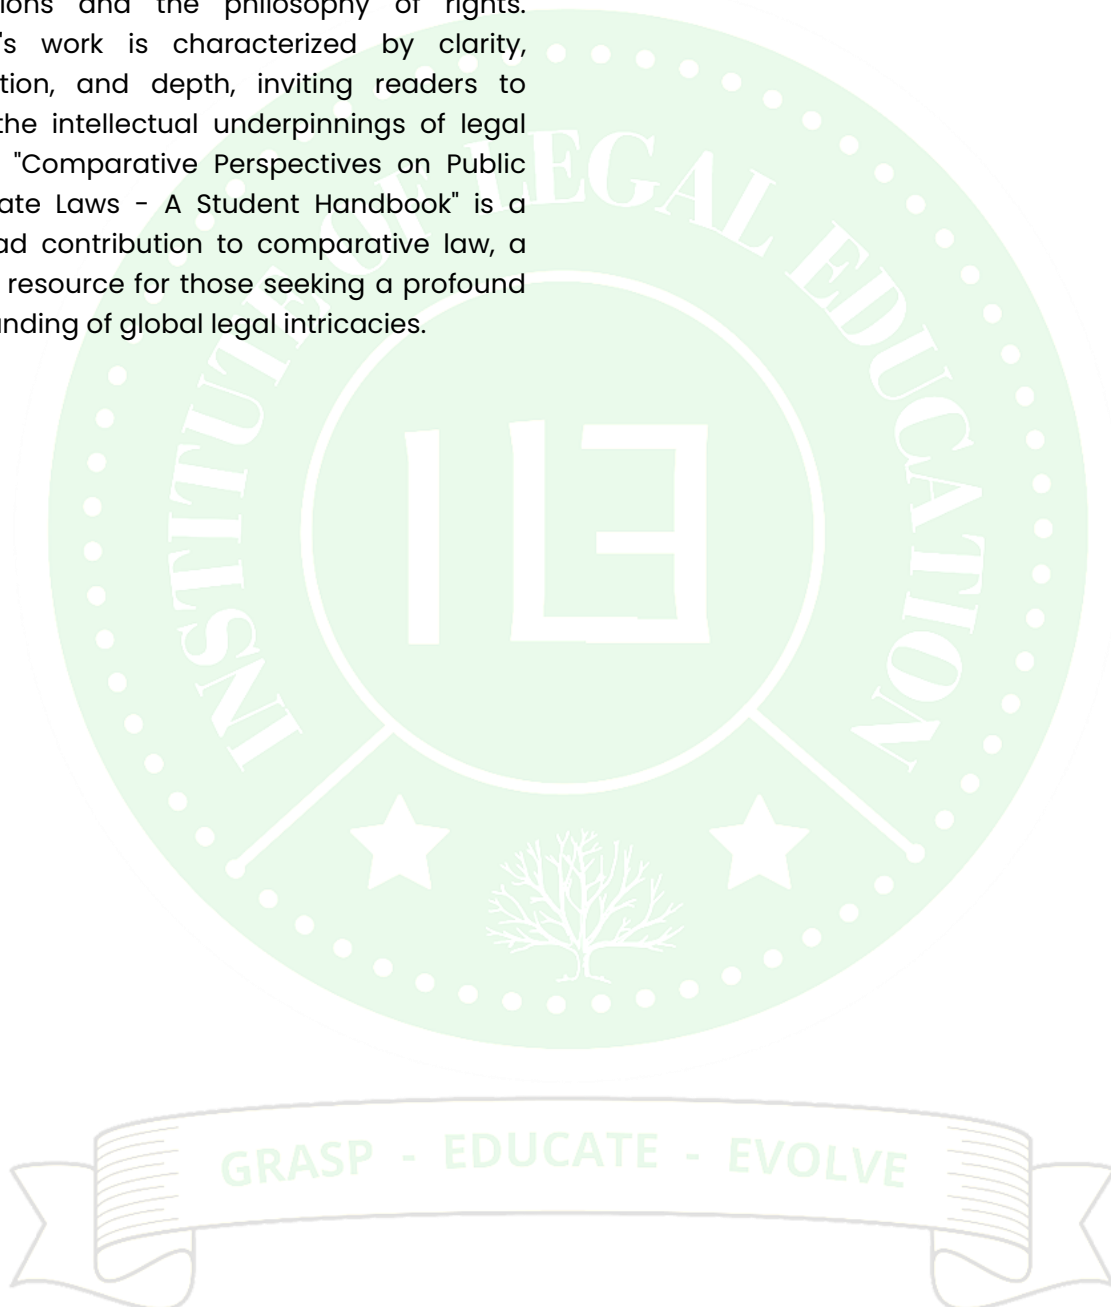 ions and the philosophy of rights.
's work is characterized by clarity,
tion, and depth, inviting readers to
the intellectual underpinnings of legal
"Comparative Perspectives on Public
ate Laws - A Student Handbook" is a
ad contribution to comparative law, a
resource for those seeking a profound
anding of global legal intricacies.
INSTITUTE OF LEGAL EDUCATION
ILE
GRASP - EDUCATE - EVOLVE